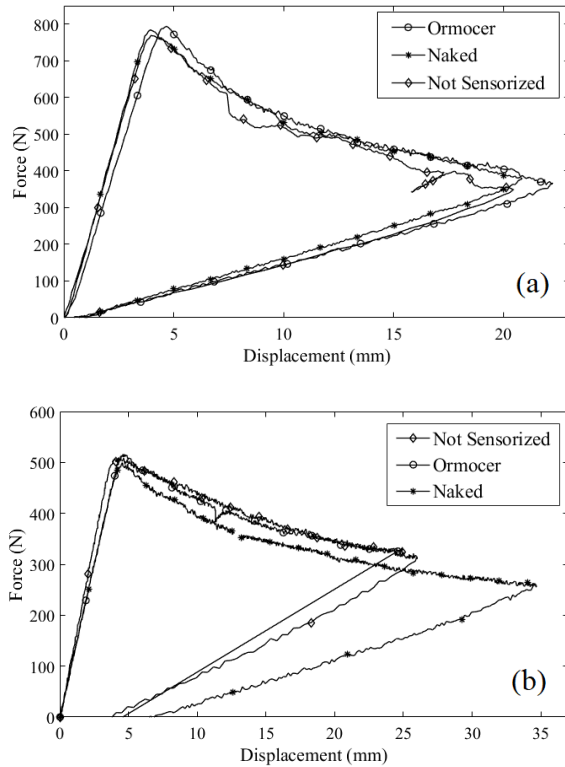 800
700
600
500
400
300
200
100
0
Force (N)
Ormocer
Naked
Not Sensorized
(a)
0 5 10 15 20
Displacement (mm)
600
500
400
300
200
100
0
Force (N)
Not Sensorized
Ormocer
Naked
(b)
0 5 10 15 20 25 30 35
Displacement (mm)